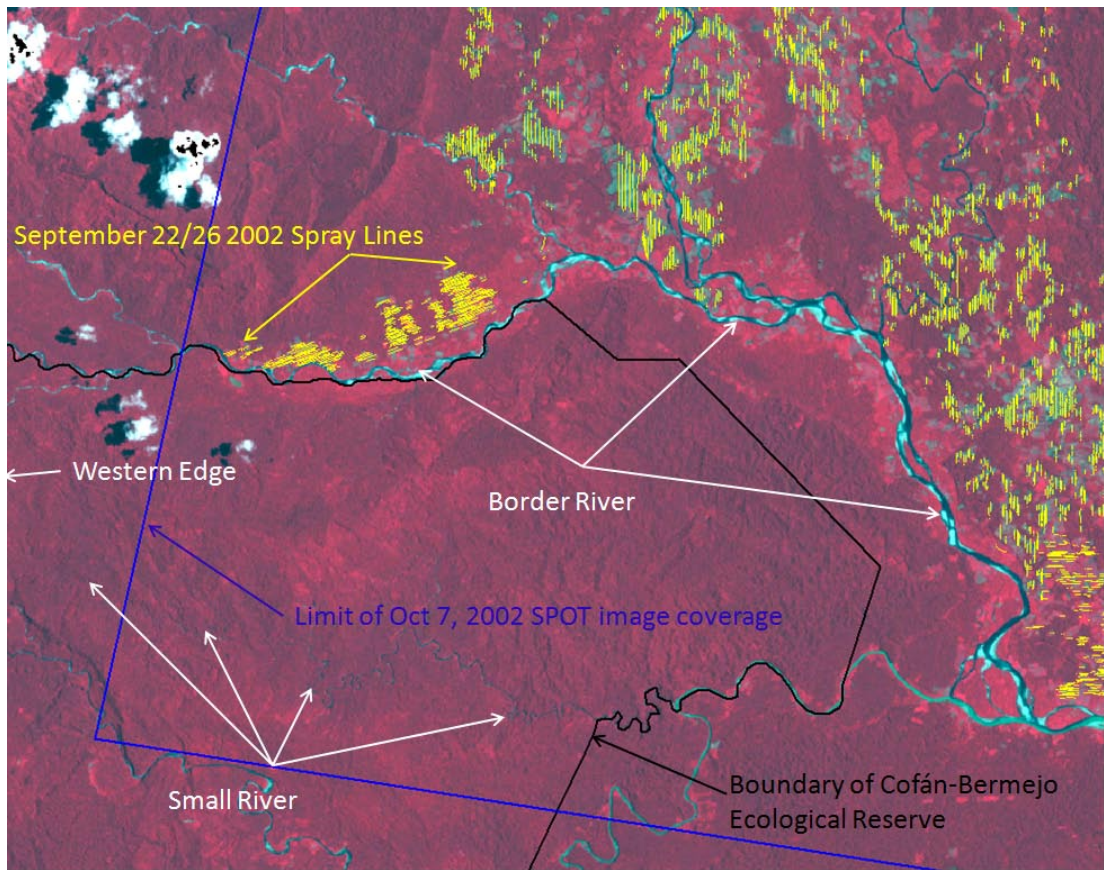 September 22/26 2002 Spray Lines
Western Edge
Border River
Limit of Oct 7, 2002 SPOT image coverage
Small River
Boundary of Cofán-Bermejo
Ecological Reserve